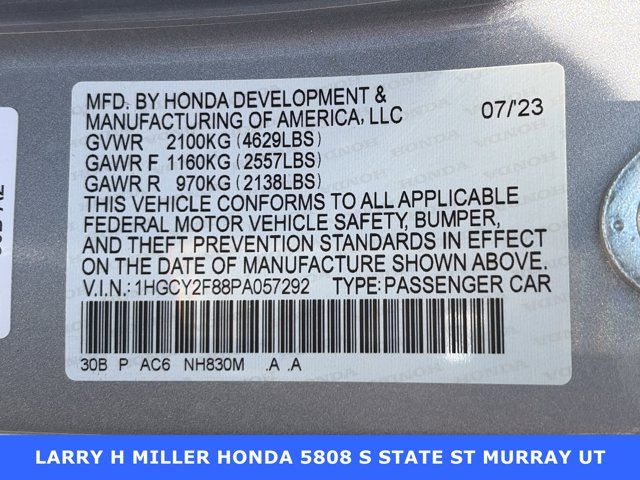 MFD. BY HONDA DEVELOPMENT &
MANUFACTURING OF AMERICA, LLC 07/'23
GVWR 2100KG (4629LBS)
GAWR F 1160KG (2557LBS)
GAWR R 970KG (2138LBS)
THIS VEHICLE CONFORMS TO ALL APPLICABLE
FEDERAL MOTOR VEHICLE SAFETY, BUMPER,
AND THEFT PREVENTION STANDARDS IN EFFECT
ON THE DATE OF MANUFACTURE SHOWN ABOVE.
V.I.N.: 1HGCY2F88PA057292 TYPE: PASSENGER CAR
30B P AC6 NH830M .A .A
LARRY H MILLER HONDA 5808 S STATE ST MURRAY UT